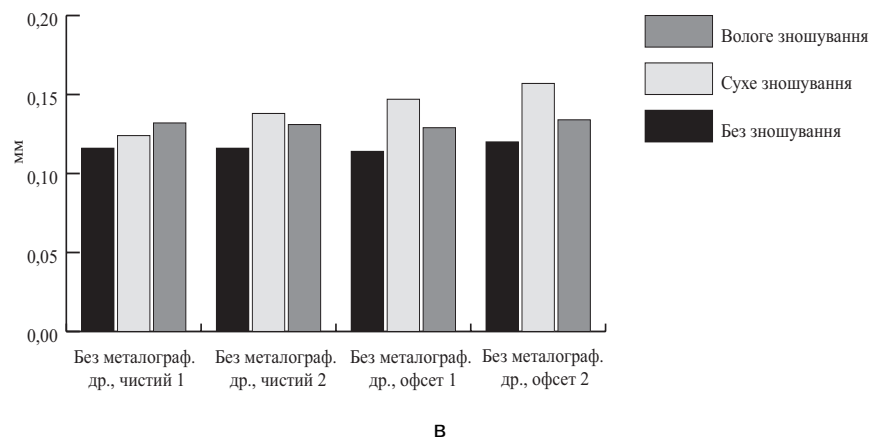 0,20
0,15
0,10
0,05
0,00
мм
Вологе зношування
Сухе зношування
Без зношування
Без металограф.
др., чистий 1
Без металограф.
др., чистий 2
Без металограф.
др., офсет 1
Без металограф.
др., офсет 2
в